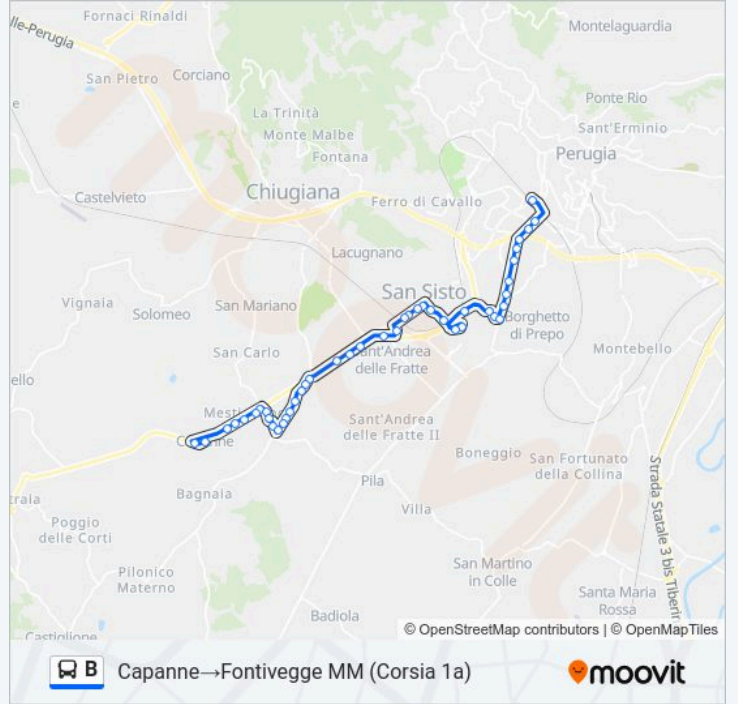 Fornaci Rinaldi
Montelaguardia
lle-Perugia
San Pietro
Corciano
Ponte Rio
e
La Trinità
Sant'Erminio
Monte Malbe
Perugia
Fontana
Castelvieto
Chiugiana
Ferro di Cavallo
Lacugnano
San Sisto
Vignaia
Solomeo
San Mariano
Borghetto
di Prepo
San Carlo
Sant'Andrea
delle Fratte
Montebello
ello
Sant'Andrea
delle Fratte II
Boneggio
San Fortunato
della Collina
traia
Bagnaia
Pila
Villa
Strada Statale 3 bis Tiberin
Poggio
delle Corti
Pilonico
Materno
San Martino
in Colle
Santa Maria
Rossa
Badiola
Castiglione
© OpenStreetMap contributors | © OpenMapTiles
B Capanne→Fontivegge MM (Corsia 1a)
moovit